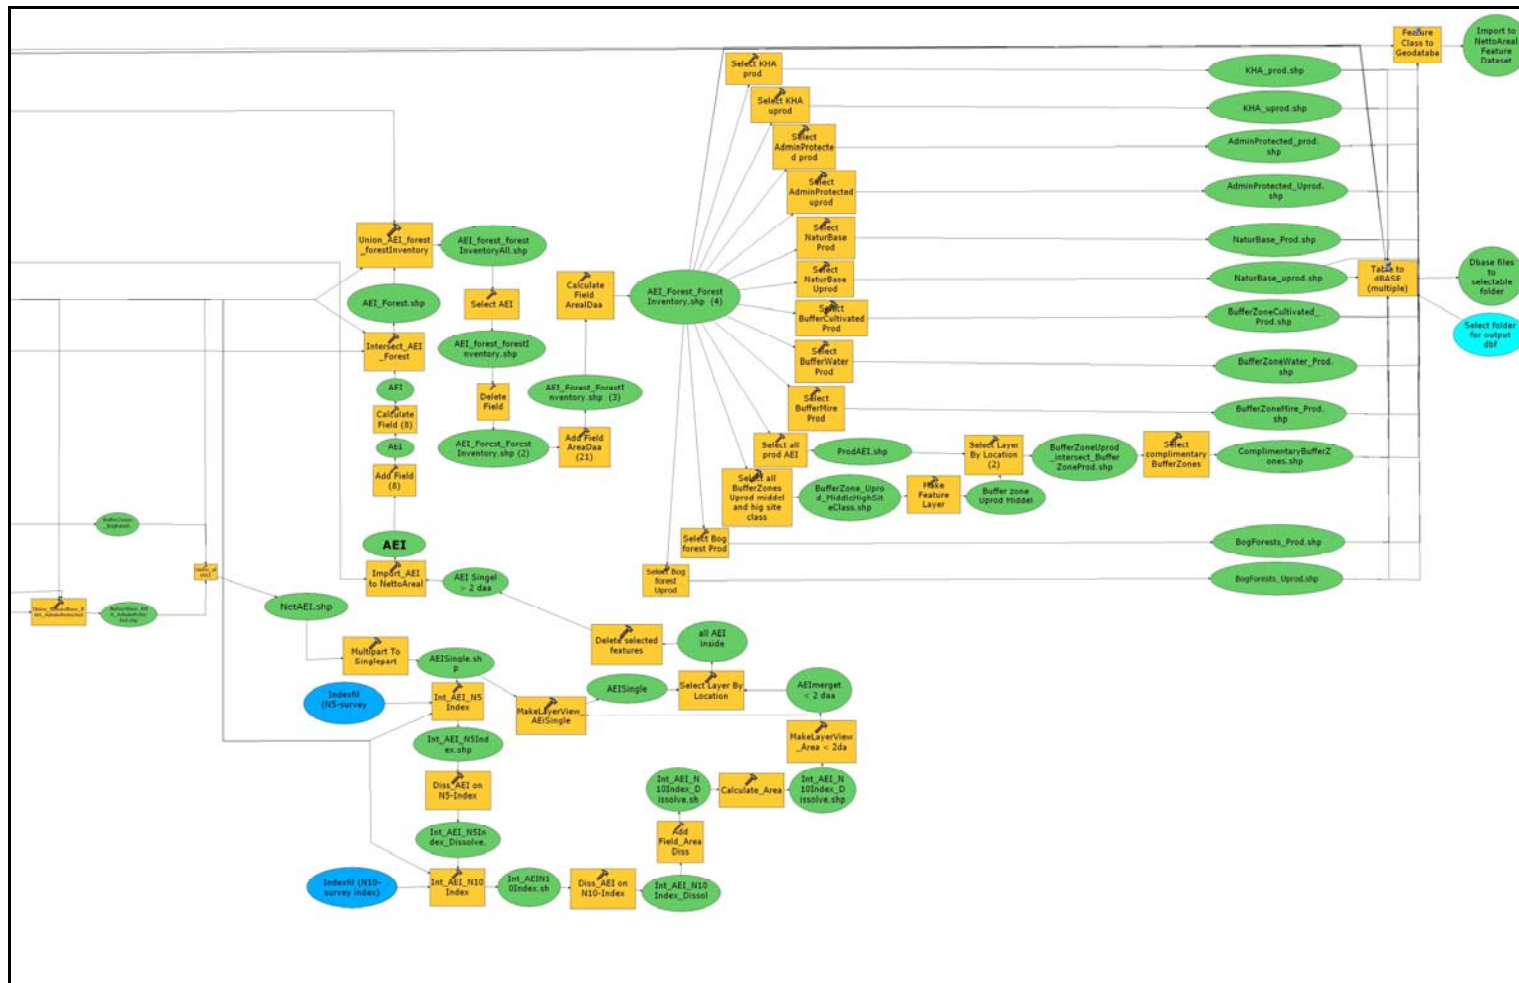 Feature
Class to
Geodataba
Import to
NettoAreal
Feature
Dataset
Select KHA
prod
KHA_prod.shp
Select KHA
uprod
KHA_uprod.shp
Select
AdminProtecte
d prod
AdminProtected_prod.
shp
Select
AdminProtected
uprod
AdminProtected_Uprod.
shp
Union_AEI_forest
_forestInventory
AEI_forest_forest
InventoryAll.shp
Select
NaturBase
Prod
NaturBase_Prod.shp
Calculate
Field
ArealDaa
AEI_Forest_Forest
Inventory.shp (4)
Select
NaturBase
Uprod
NaturBase_uprod.shp
Table to
dBASE
(multiple)
Dbase files
to
selectable
folder
AEI_Forest.shp
Select AEI
Select
BufferCultivated
Prod
BufferZoneCultivated_
Prod.shp
Select folder
for output
dbf
Intersect_AEI
_Forest
AEI_forest_forestI
nventory.shp
Select
BufferWater
Prod
BufferZoneWater_Prod.
shp
AEI
Delete
Field
AEI_Forest_ForestI
nventory.shp (3)
Select
BufferMire
Prod
BufferZoneMire_Prod.
shp
Calculate
Field (8)
AEI
AEI_Forest_Forest
Inventory.shp (2)
Add Field
AreaDaa
(21)
Select all
prod AEI
ProdAEI.shp
Select Layer
By Location
(2)
BufferZoneUprod
_intersect_Buffer
ZoneProd.shp
Select
complimentary
BufferZones
ComplimentaryBufferZ
ones.shp
Add Field
(8)
Select all
BufferZones
Uprod middel
and hig site
class
BufferZone_Upro
d_MiddleHighSit
eClass.shp
Make
Feature
Layer
Buffer zone
Uprod Middel
AEI
Select Bog
forest Prod
BogForests_Prod.shp
Import_AEI
to NettoAreal
AEI Singel
> 2 daa
Select Bog
forest
Uprod
BogForests_Uprod.shp
NetAEI.shp
Multipart To
Singlepart
AEISingle.sh
p
Delete selected
features
all AEI
inside
Indexfil
(N5-survey
Int_AEI_N5
Index
MakeLayerView_
AEiSingle
AEISingle
Select Layer By
Location
AEImerget
< 2 daa
Int_AEI_N5Ind
ex.shp
MakeLayerView
_Area < 2da
Diss_AEI on
N5-Index
Int_AEI_N
10Index_D
issolve.sh
Calculate_Area
Int_AEI_N
10Index_D
issolve.shp
Int_AEI_N5In
dex_Dissolve.
Add
Field_Area
Diss
Indexfil (N10-
survey index)
Int_AEI_N10
Index
Int_AEIN1
0Index.sh
Diss_AEI on
N10-Index
Int_AEI_N10
Index_Dissol